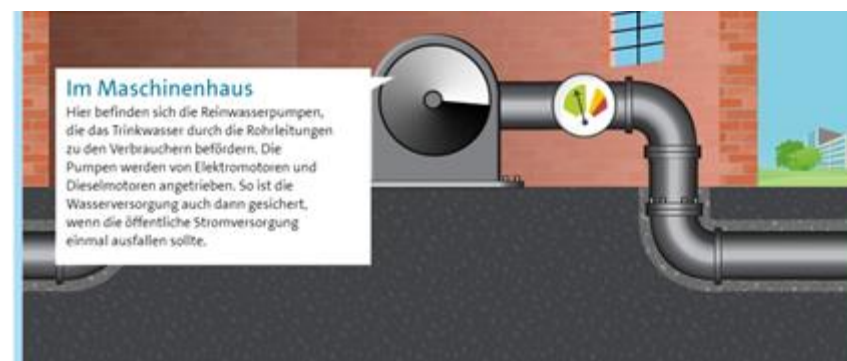 Im Maschinenhaus
Hier befinden sich die Reinwasserpumpen,
die das Trinkwasser durch die Rohrleitungen
zu den Verbrauchern befördern. Die
Pumpen werden von Elektromotoren und
Dieselmotoren angetrieben. So ist die
Wasserversorgung auch dann gesichert,
wenn die öffentliche Stromversorgung
einmal ausfallen sollte.